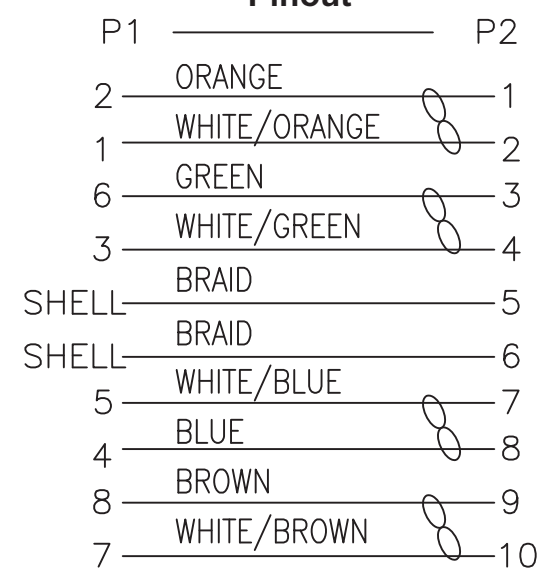 Pinout
P1 P2
2 ORANGE 1
1 WHITE/ORANGE 2
6 GREEN 3
3 WHITE/GREEN 4
SHELL BRAID 5
SHELL BRAID 6
5 WHITE/BLUE 7
4 BLUE 8
8 BROWN 9
7 WHITE/BROWN 10